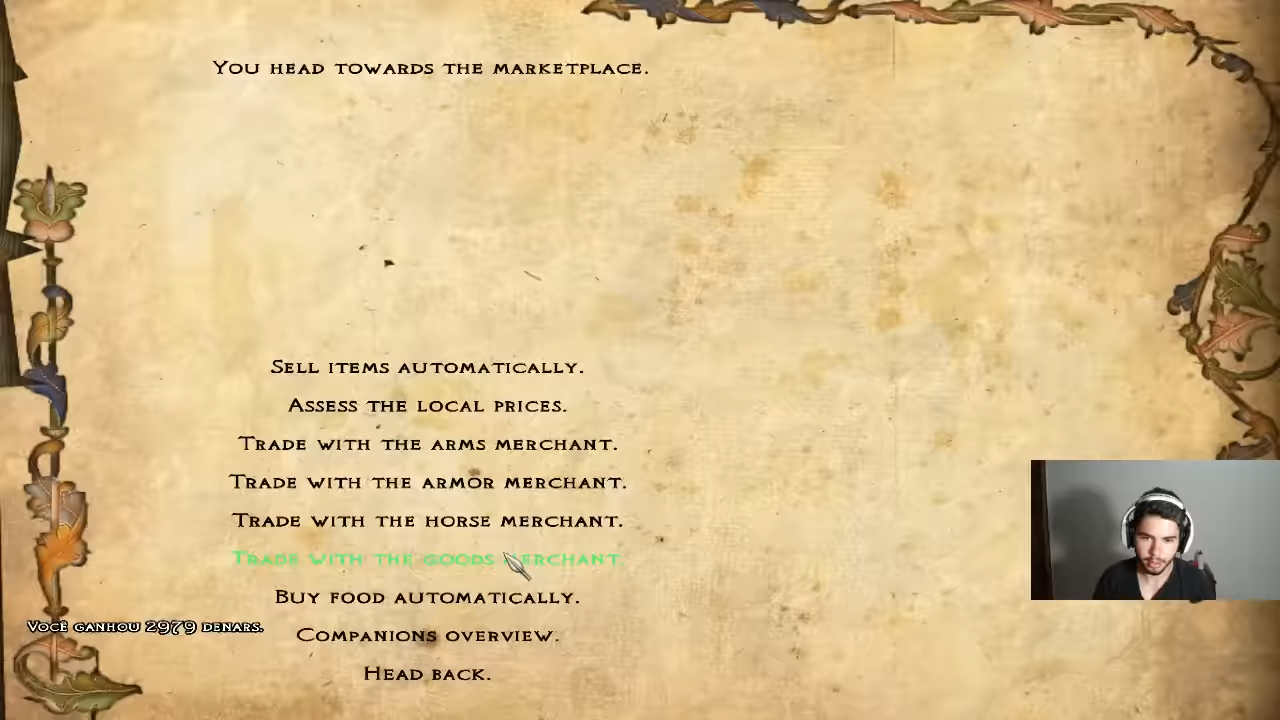 You head towards the marketplace.
Sell items automatically.
Assess the local prices.
Trade with the arms merchant.
Trade with the armor merchant.
Trade with the horse merchant.
Trade with the goods merchant.
Buy food automatically.
Você ganhou 2979 denars.
Companions overview.
Head back.